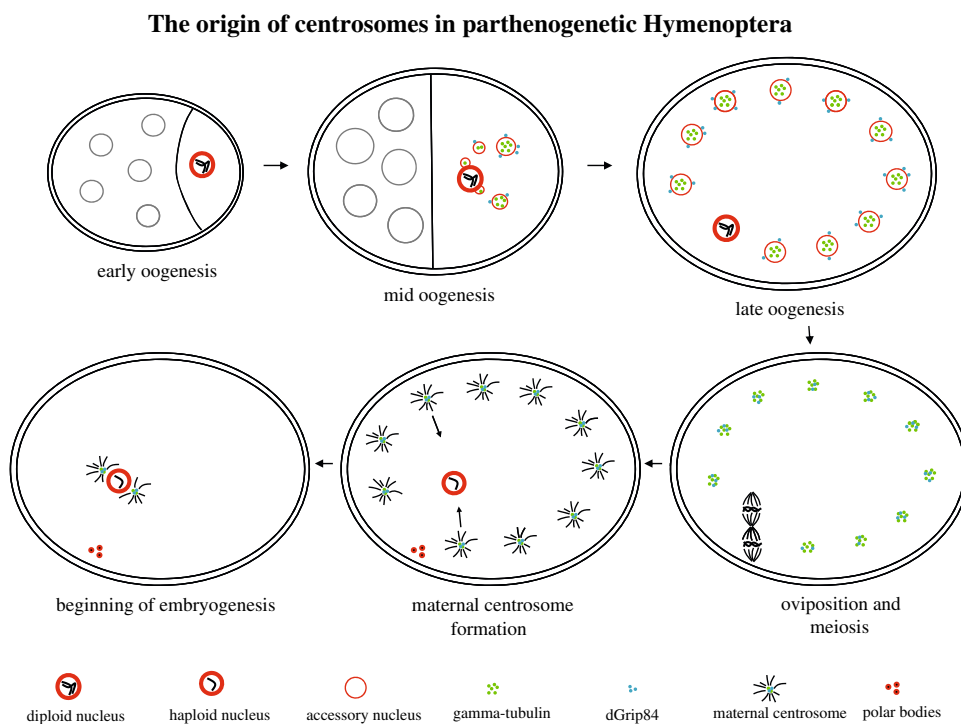 The origin of centrosomes in parthenogenetic Hymenoptera
early oogenesis
mid oogenesis
late oogenesis
beginning of embryogenesis
maternal centrosome
formation
oviposition and
meiosis
diploid nucleus
haploid nucleus
accessory nucleus
gamma-tubulin
dGrip84
maternal centrosome
polar bodies